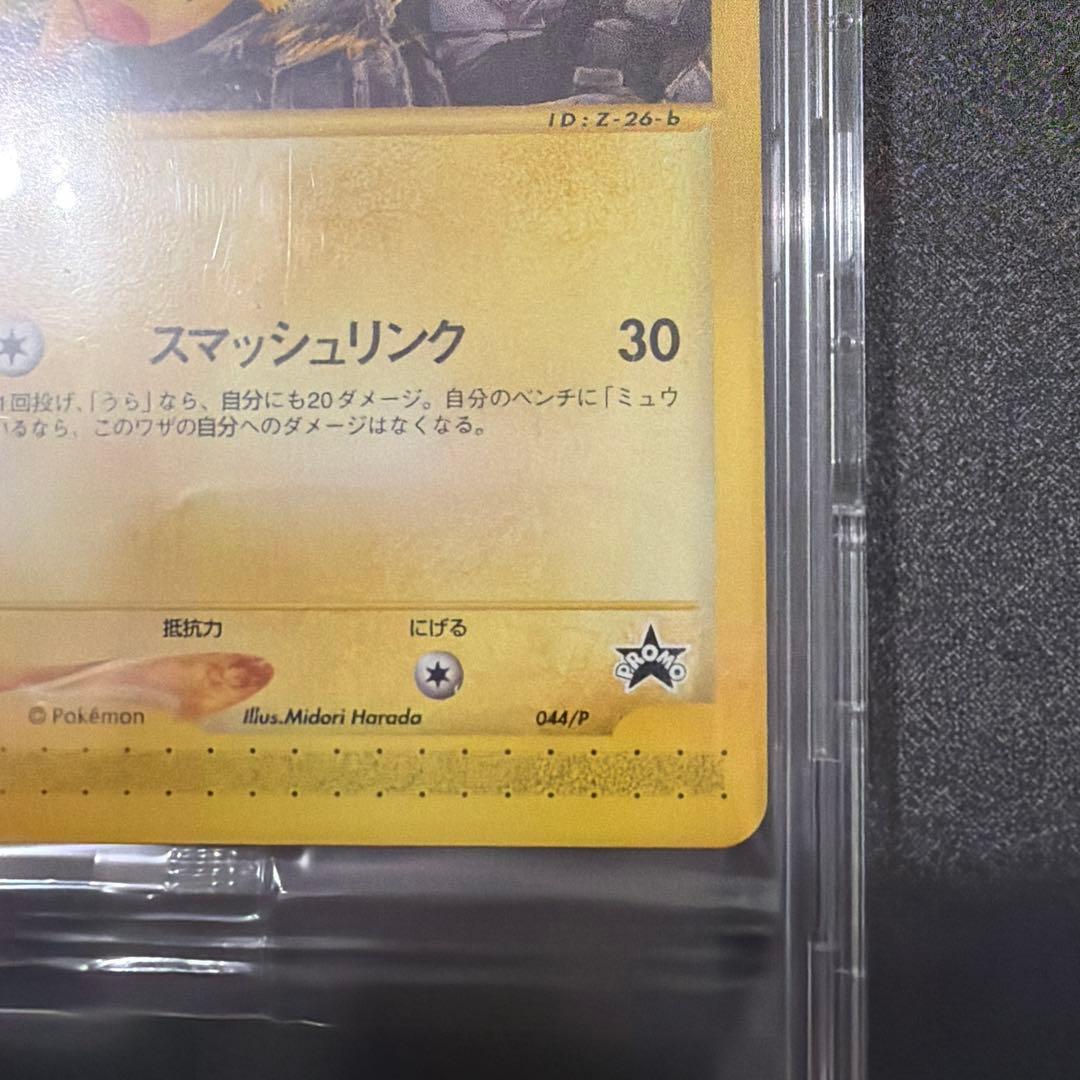 ID:Z-26-b
スマッシュリンク 30
1回投げ、「うら」なら、自分にも20ダメージ。自分のベンチに「ミュウ
いるなら、このワザの自分へのダメージはなくなる。
抵抗力 にげる
PROMO
©Pokémon Illus.Midori Harada 044/P